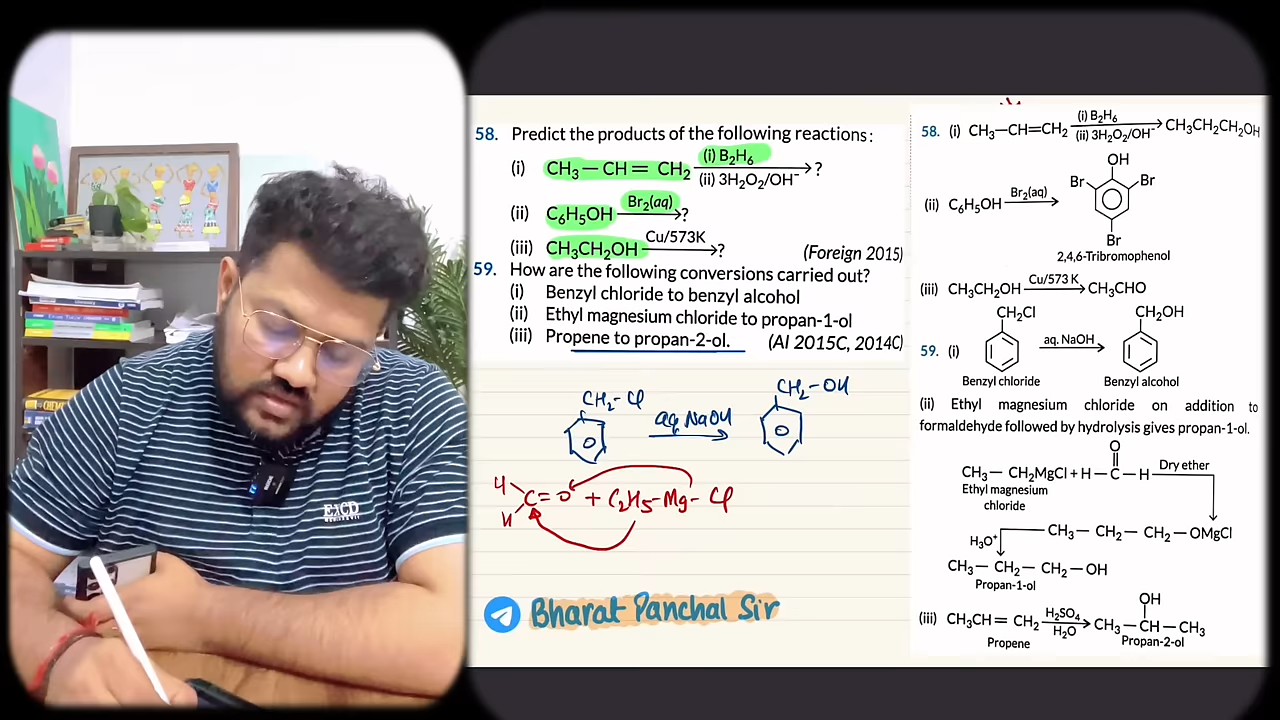 58. Predict the products of the following reactions:
(i) CH₃—CH=CH₂ (i) B₂H₆ (ii) 3H₂O₂/OH⁻ → ?
(ii) C₆H₅OH Br₂(aq) → ?
(iii) CH₃CH₂OH Cu/573K → ?
(Foreign 2015)
59. How are the following conversions carried out?
(i) Benzyl chloride to benzyl alcohol
(ii) Ethyl magnesium chloride to propan-1-ol
(iii) Propene to propan-2-ol. (AI 2015C, 2014C)
CH₂-Cl aq NaOH → CH₂-OH
H
C=O + C₂H₅-Mg-Cl
H
Bharat Panchal Sir
58. (i) CH₃—CH=CH₂ (i) B₂H₆ (ii) 3H₂O₂/OH⁻ → CH₃CH₂CH₂OH
OH
(ii) C₆H₅OH Br₂(aq) → Br Br
Br
2,4,6-Tribromophenol
(iii) CH₃CH₂OH Cu/573 K → CH₃CHO
CH₂Cl CH₂OH
59. (i) aq. NaOH →
Benzyl chloride Benzyl alcohol
(ii) Ethyl magnesium chloride on addition to
formaldehyde followed by hydrolysis gives propan-1-ol.
O
CH₃— CH₂MgCl + H—C—H Dry ether
Ethyl magnesium
chloride
CH₃— CH₂— CH₂—OMgCl
H₃O⁺
CH₃— CH₂— CH₂—OH
Propan-1-ol
OH
(iii) CH₃CH= CH₂ H₂SO₄ H₂O → CH₃—CH—CH₃
Propene Propan-2-ol